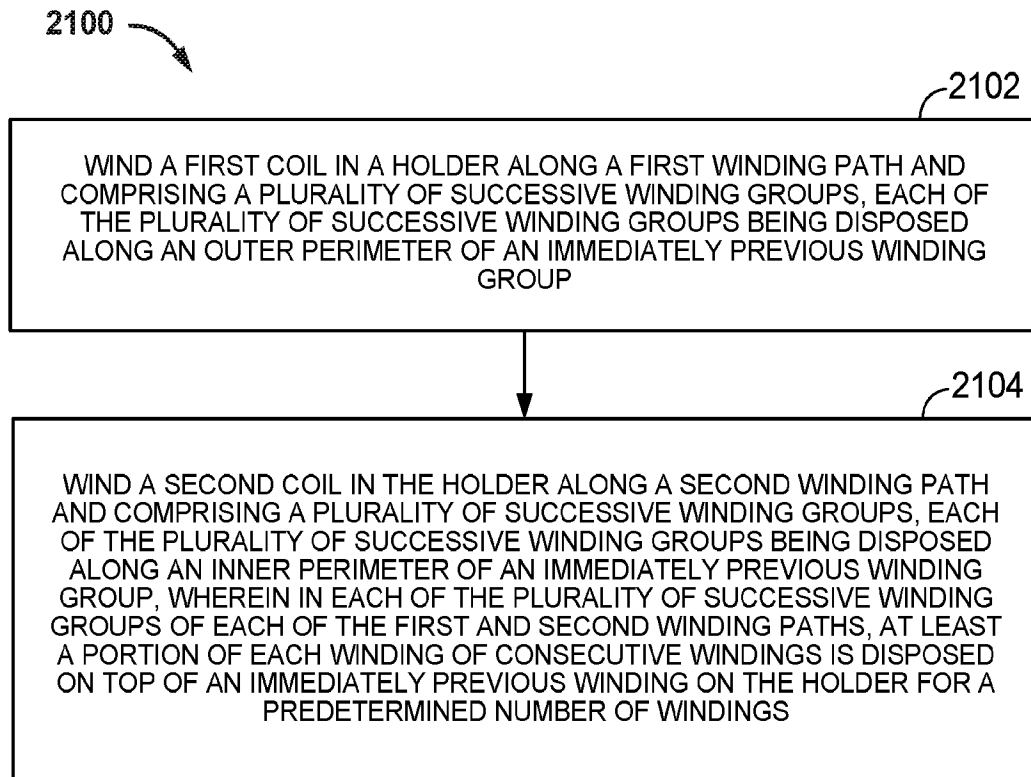 2100
2102
WIND A FIRST COIL IN A HOLDER ALONG A FIRST WINDING PATH AND
COMPRISING A PLURALITY OF SUCCESSIVE WINDING GROUPS, EACH OF
THE PLURALITY OF SUCCESSIVE WINDING GROUPS BEING DISPOSED
ALONG AN OUTER PERIMETER OF AN IMMEDIATELY PREVIOUS WINDING
GROUP
2104
WIND A SECOND COIL IN THE HOLDER ALONG A SECOND WINDING PATH
AND COMPRISING A PLURALITY OF SUCCESSIVE WINDING GROUPS, EACH
OF THE PLURALITY OF SUCCESSIVE WINDING GROUPS BEING DISPOSED
ALONG AN INNER PERIMETER OF AN IMMEDIATELY PREVIOUS WINDING
GROUP, WHEREIN IN EACH OF THE PLURALITY OF SUCCESSIVE WINDING
GROUPS OF EACH OF THE FIRST AND SECOND WINDING PATHS, AT LEAST
A PORTION OF EACH WINDING OF CONSECUTIVE WINDINGS IS DISPOSED
ON TOP OF AN IMMEDIATELY PREVIOUS WINDING ON THE HOLDER FOR A
PREDETERMINED NUMBER OF WINDINGS